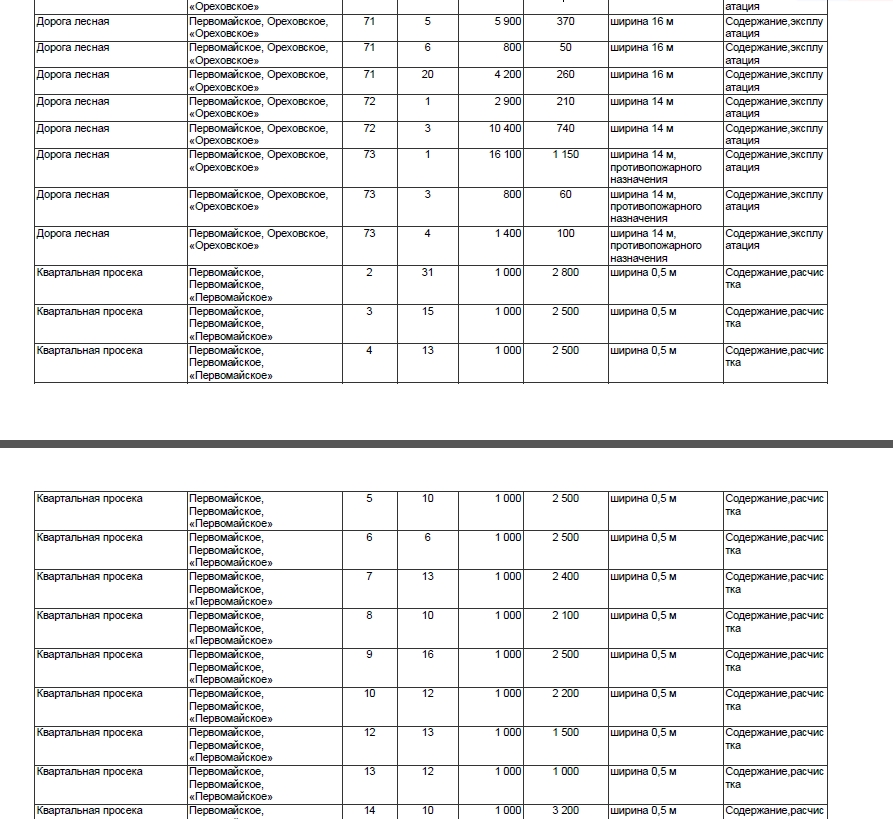 «Ореховское» атация
Дорога лесная Первомайское, Ореховское, 71 5 5 900 370 ширина 16 м Содержание,эксплу
«Ореховское» атация
Дорога лесная Первомайское, Ореховское, 71 6 800 50 ширина 16 м Содержание,эксплу
«Ореховское» атация
Дорога лесная Первомайское, Ореховское, 71 20 4 200 260 ширина 16 м Содержание,эксплу
«Ореховское» атация
Дорога лесная Первомайское, Ореховское, 72 1 2 900 210 ширина 14 м Содержание,эксплу
«Ореховское» атация
Дорога лесная Первомайское, Ореховское, 72 3 10 400 740 ширина 14 м Содержание,эксплу
«Ореховское» атация
Дорога лесная Первомайское, Ореховское, 73 1 16 100 1 150 ширина 14 м, Содержание,эксплу
«Ореховское» противопожарного атация
назначения
Дорога лесная Первомайское, Ореховское, 73 3 800 60 ширина 14 м, Содержание,эксплу
«Ореховское» противопожарного атация
назначения
Дорога лесная Первомайское, Ореховское, 73 4 1 400 100 ширина 14 м, Содержание,эксплу
«Ореховское» противопожарного атация
назначения
Квартальная просека Первомайское, 2 31 1 000 2 800 ширина 0,5 м Содержание,расчис
Первомайское, тка
«Первомайское»
Квартальная просека Первомайское, 3 15 1 000 2 500 ширина 0,5 м Содержание,расчис
Первомайское, тка
«Первомайское»
Квартальная просека Первомайское, 4 13 1 000 2 500 ширина 0,5 м Содержание,расчис
Первомайское, тка
«Первомайское»
Квартальная просека Первомайское, 5 10 1 000 2 500 ширина 0,5 м Содержание,расчис
Первомайское, тка
«Первомайское»
Квартальная просека Первомайское, 6 6 1 000 2 500 ширина 0,5 м Содержание,расчис
Первомайское, тка
«Первомайское»
Квартальная просека Первомайское, 7 13 1 000 2 400 ширина 0,5 м Содержание,расчис
Первомайское, тка
«Первомайское»
Квартальная просека Первомайское, 8 10 1 000 2 100 ширина 0,5 м Содержание,расчис
Первомайское, тка
«Первомайское»
Квартальная просека Первомайское, 9 16 1 000 2 500 ширина 0,5 м Содержание,расчис
Первомайское, тка
«Первомайское»
Квартальная просека Первомайское, 10 12 1 000 2 200 ширина 0,5 м Содержание,расчис
Первомайское, тка
«Первомайское»
Квартальная просека Первомайское, 12 13 1 000 1 500 ширина 0,5 м Содержание,расчис
Первомайское, тка
«Первомайское»
Квартальная просека Первомайское, 13 12 1 000 1 000 ширина 0,5 м Содержание,расчис
Первомайское, тка
«Первомайское»
Квартальная просека Первомайское, 14 10 1 000 3 200 ширина 0,5 м Содержание,расчис